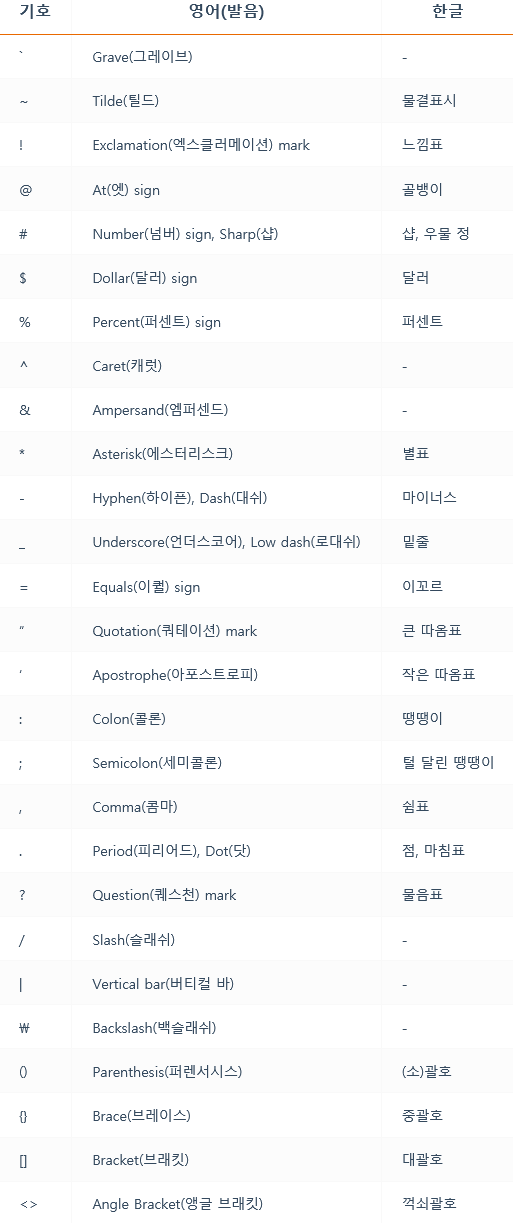 기호 영어(발음) 한글
` Grave(그레이브) -
~ Tilde(틸드) 물결표시
! Exclamation(엑스클러메이션) mark 느낌표
@ At(엣) sign 골뱅이
# Number(넘버) sign, Sharp(샵) 샵, 우물 정
$ Dollar(달러) sign 달러
% Percent(퍼센트) sign 퍼센트
^ Caret(캐럿) -
& Ampersand(엠퍼센드) -
* Asterisk(에스터리스크) 별표
- Hyphen(하이픈), Dash(대쉬) 마이너스
_ Underscore(언더스코어), Low dash(로대쉬) 밑줄
= Equals(이퀄) sign 이꼬르
“ Quotation(쿼테이션) mark 큰 따옴표
‘ Apostrophe(아포스트로피) 작은 따옴표
: Colon(콜론) 땡땡이
; Semicolon(세미콜론) 털 달린 땡땡이
, Comma(콤마) 쉼표
. Period(피리어드), Dot(닷) 점, 마침표
? Question(퀘스천) mark 물음표
/ Slash(슬래쉬) -
| Vertical bar(버티컬 바) -
₩ Backslash(백슬래쉬) -
() Parenthesis(퍼렌서시스) (소)괄호
{} Brace(브레이스) 중괄호
[] Bracket(브래킷) 대괄호
<> Angle Bracket(앵글 브래킷) 꺽쇠괄호